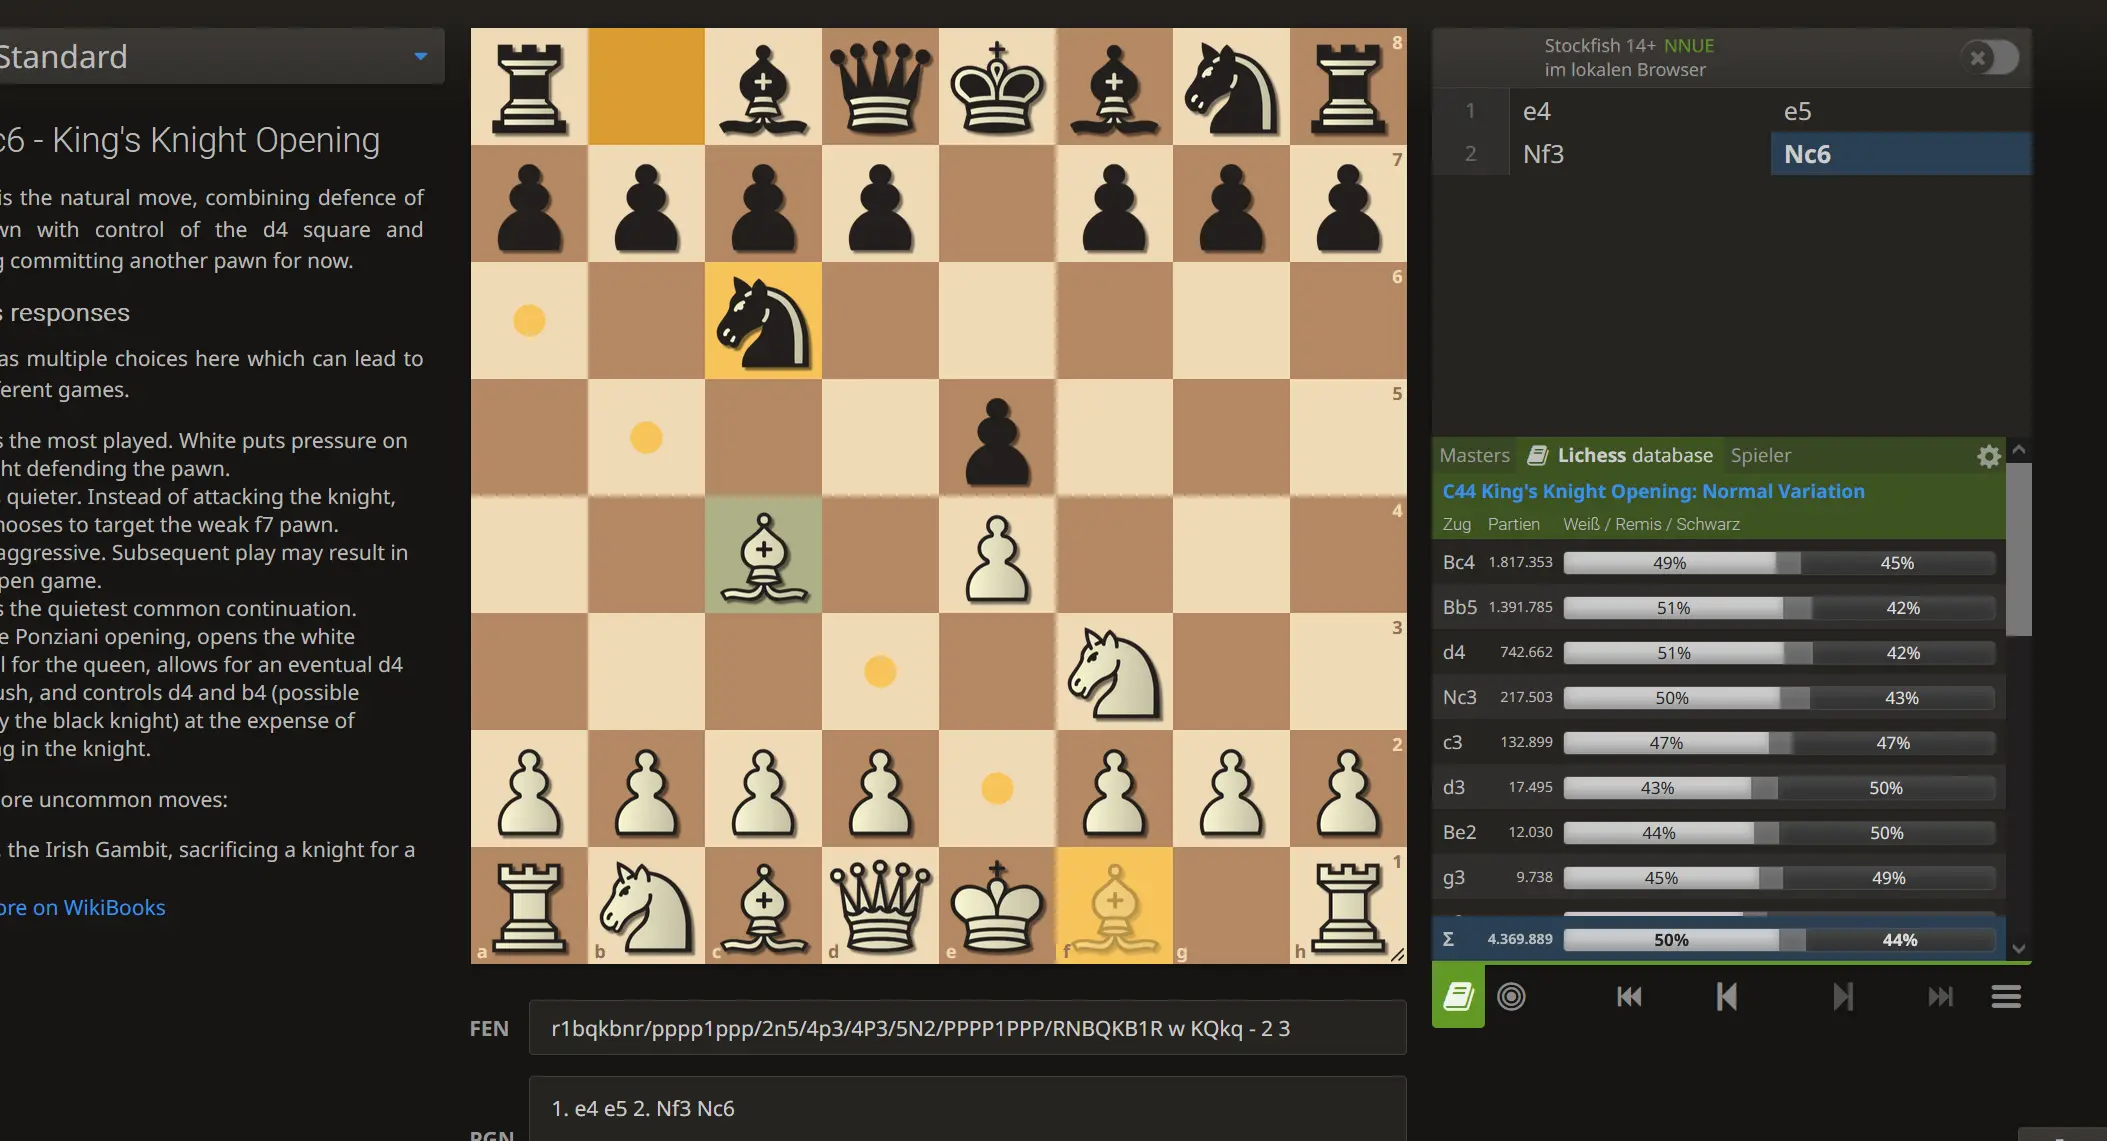 Standard
c6 - King's Knight Opening
is the natural move, combining defence of
wn with control of the d4 square and
g committing another pawn for now.
s responses
as multiple choices here which can lead to
ferent games.
s the most played. White puts pressure on
ht defending the pawn.
s quieter. Instead of attacking the knight,
hooses to target the weak f7 pawn.
aggressive. Subsequent play may result in
pen game.
s the quietest common continuation.
e Ponziani opening, opens the white
l for the queen, allows for an eventual d4
ush, and controls d4 and b4 (possible
y the black knight) at the expense of
ng in the knight.
ore uncommon moves:
, the Irish Gambit, sacrificing a knight for a
ore on WikiBooks
8
7
6
5
4
3
2
1
a b c d e f g h
FEN r1bqkbnr/pppp1ppp/2n5/4p3/4P3/5N2/PPPP1PPP/RNBQKB1R w KQkq - 2 3
1. e4 e5 2. Nf3 Nc6
PGN
Stockfish 14+ NNUE
im lokalen Browser
1 e4 e5
2 Nf3 Nc6
Masters Lichess database Spieler
C44 King's Knight Opening: Normal Variation
Zug Partien Weiß / Remis / Schwarz
Bc4 1.817.353 49% 45%
Bb5 1.391.785 51% 42%
d4 742.662 51% 42%
Nc3 217.503 50% 43%
c3 132.899 47% 47%
d3 17.495 43% 50%
Be2 12.030 44% 50%
g3 9.738 45% 49%
Σ 4.369.889 50% 44%